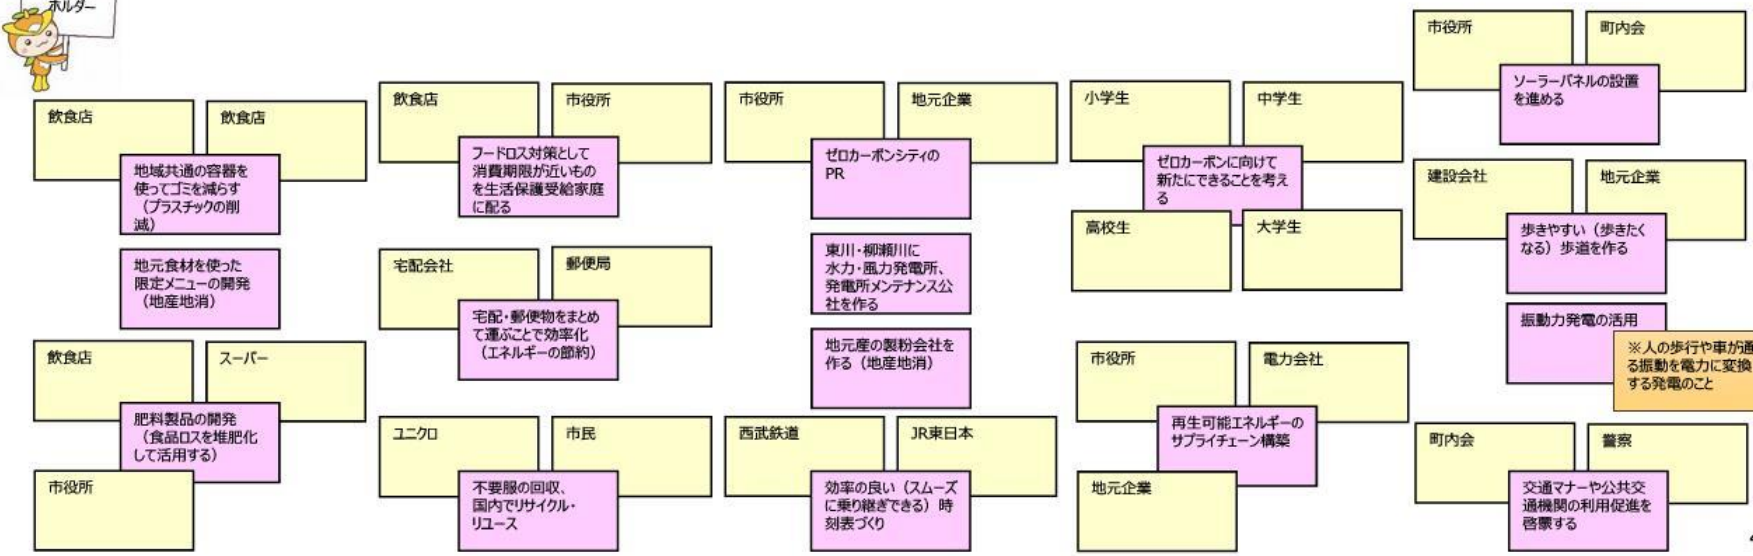 ホルダー
飲食店
飲食店
地域共通の容器を
使ってゴミを減らす
（プラスチックの削
減）
地元食材を使った
限定メニューの開発
（地産地消）
飲食店
スーパー
肥料製品の開発
（食品ロスを堆肥化
して活用する）
市役所
飲食店
市役所
フードロス対策として
消費期限が近いもの
を生活保護受給家庭
に配る
宅配会社
郵便局
宅配・郵便物をまとめ
て運ぶことで効率化
（エネルギーの節約）
ユニクロ
市民
不要服の回収、
国内でリサイクル・
リユース
市役所
地元企業
ゼロカーボンシティの
PR
東川・柳瀬川に
水力・風力発電所、
発電所メンテナンス公
社を作る
地元産の製粉会社を
作る（地産地消）
西武鉄道
JR東日本
効率の良い（スムーズ
に乗り継ぎできる）時
刻表づくり
小学生
中学生
ゼロカーボンに向けて
新たにできることを考え
る
高校生
大学生
市役所
電力会社
再生可能エネルギーの
サプライチェーン構築
地元企業
市役所
町内会
ソーラーパネルの設置
を進める
建設会社
地元企業
歩きやすい（歩きたく
なる）歩道を作る
振動力発電の活用
※人の歩行や車が通
る振動を電力に変換
する発電のこと
町内会
警察
交通マナーや公共交
通機関の利用促進を
啓蒙する